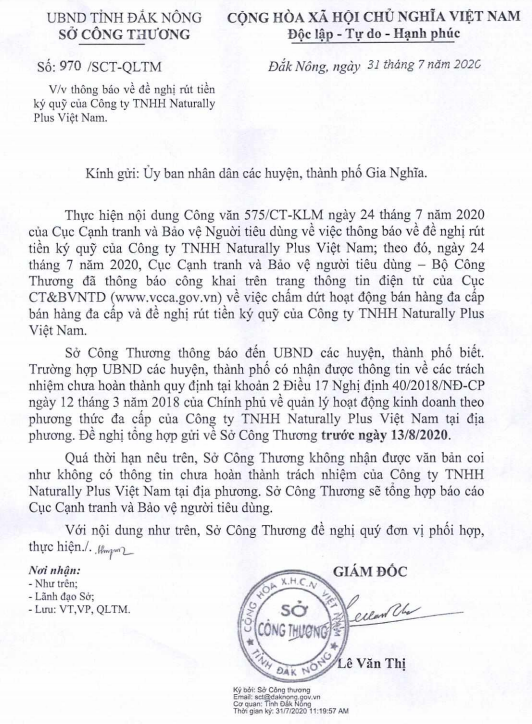 UBND TỈNH ĐẮK NÔNG
SỞ CÔNG THƯƠNG
CỘNG HÒA XÃ HỘI CHỦ NGHĨA VIỆT NAM
Độc lập - Tự do - Hạnh phúc
Số: 970 /SCT-QLTM
Đắk Nông, ngày 31 tháng 7 năm 2020
V/v thông báo về đề nghị rút tiền
ký quỹ của Công ty TNHH Naturally
Plus Việt Nam.
Kính gửi: Ủy ban nhân dân các huyện, thành phố Gia Nghĩa.
Thực hiện nội dung Công văn 575/CT-KLM ngày 24 tháng 7 năm 2020
của Cục Cạnh tranh và Bảo vệ Người tiêu dùng về việc thông báo về đề nghị rút
tiền ký quỹ của Công ty TNHH Naturally Plus Việt Nam; theo đó, ngày 24
tháng 7 năm 2020, Cục Cạnh tranh và Bảo vệ người tiêu dùng – Bộ Công
Thương đã thông báo công khai trên trang thông tin điện tử của Cục
CT&BVNTD (www.vcca.gov.vn) về việc chấm dứt hoạt động bán hàng đa cấp
bán hàng đa cấp và đề nghị rút tiền ký quỹ của Công ty TNHH Naturally Plus
Việt Nam.
Sở Công Thương thông báo đến UBND các huyện, thành phố biết.
Trường hợp UBND các huyện, thành phố có nhận được thông tin về các trách
nhiệm chưa hoàn thành quy định tại khoản 2 Điều 17 Nghị định 40/2018/NĐ-CP
ngày 12 tháng 3 năm 2018 của Chính phủ về quản lý hoạt động kinh doanh theo
phương thức đa cấp của Công ty TNHH Naturally Plus Việt Nam tại địa
phương. Đề nghị tổng hợp gửi về Sở Công Thương trước ngày 13/8/2020.
Quá thời hạn nêu trên, Sở Công Thương không nhận được văn bản coi
như không có thông tin chưa hoàn thành trách nhiệm của Công ty TNHH
Naturally Plus Việt Nam tại địa phương. Sở Công Thương sẽ tổng hợp báo cáo
Cục Cạnh tranh và Bảo vệ người tiêu dùng.
Với nội dung như trên, Sở Công Thương đề nghị quý đơn vị phối hợp,
thực hiện./.
Nơi nhận:
- Như trên;
- Lãnh đạo Sở;
- Lưu: VT,VP, QLTM.
GIÁM ĐỐC
CỘNG HÒA X.H.C.N VIỆT NAM
SỞ
CÔNG THƯƠNG
TỈNH ĐẮK NÔNG
Lê Văn Thị
Ký bởi: Sở Công thương
Email: sct@daknong.gov.vn
Cơ quan: Tỉnh Đắk Nông
Thời gian ký: 31/7/2020 11:19:57 AM